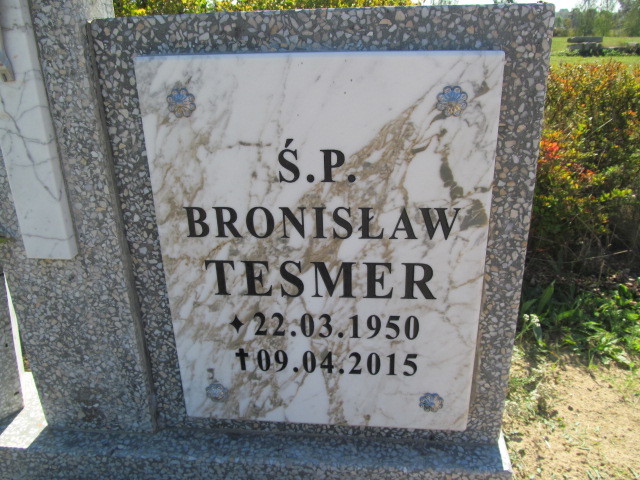 Ś.P.
BRONISŁAW
TESMER
✦22.03.1950
✝09.04.2015